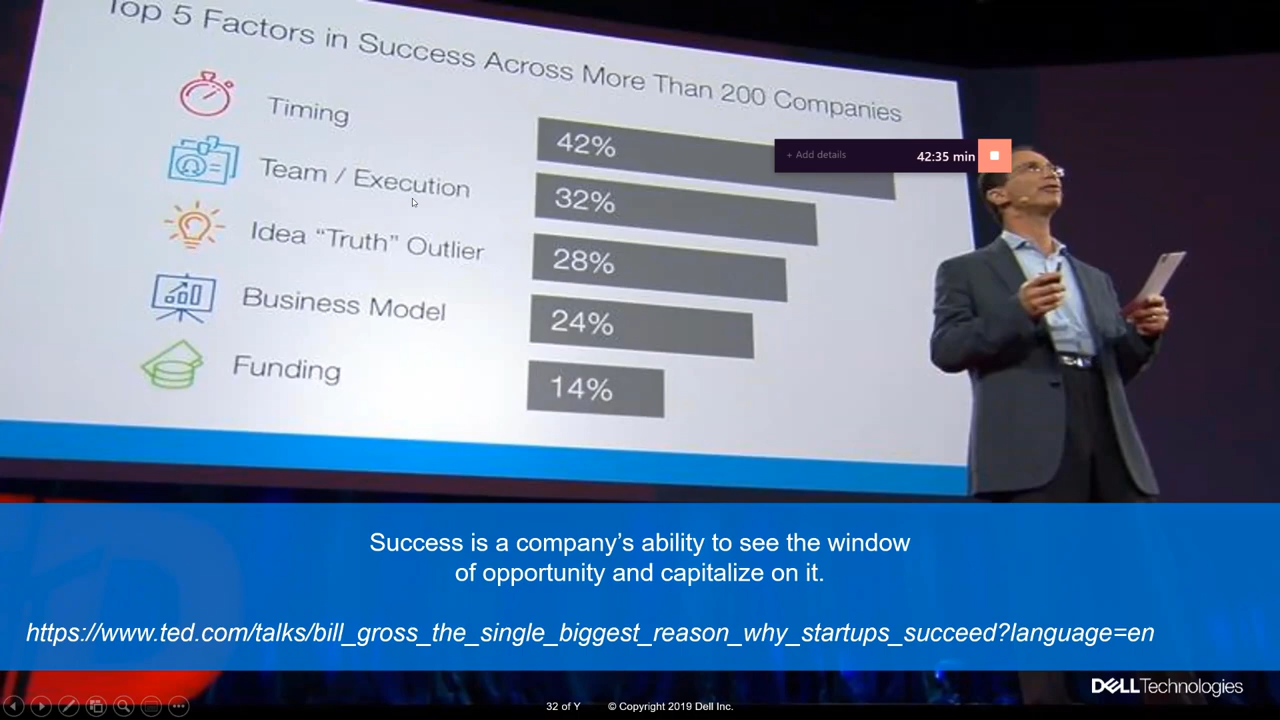 Top 5 Factors in Success Across More Than 200 Companies
Timing
42%
+ Add details
42:35 min
Team / Execution
32%
Idea “Truth” Outlier
28%
Business Model
24%
Funding
14%
Success is a company’s ability to see the window
of opportunity and capitalize on it.
https://www.ted.com/talks/bill_gross_the_single_biggest_reason_why_startups_succeed?language=en
DELLTechnologies
32 of Y
© Copyright 2019 Dell Inc.